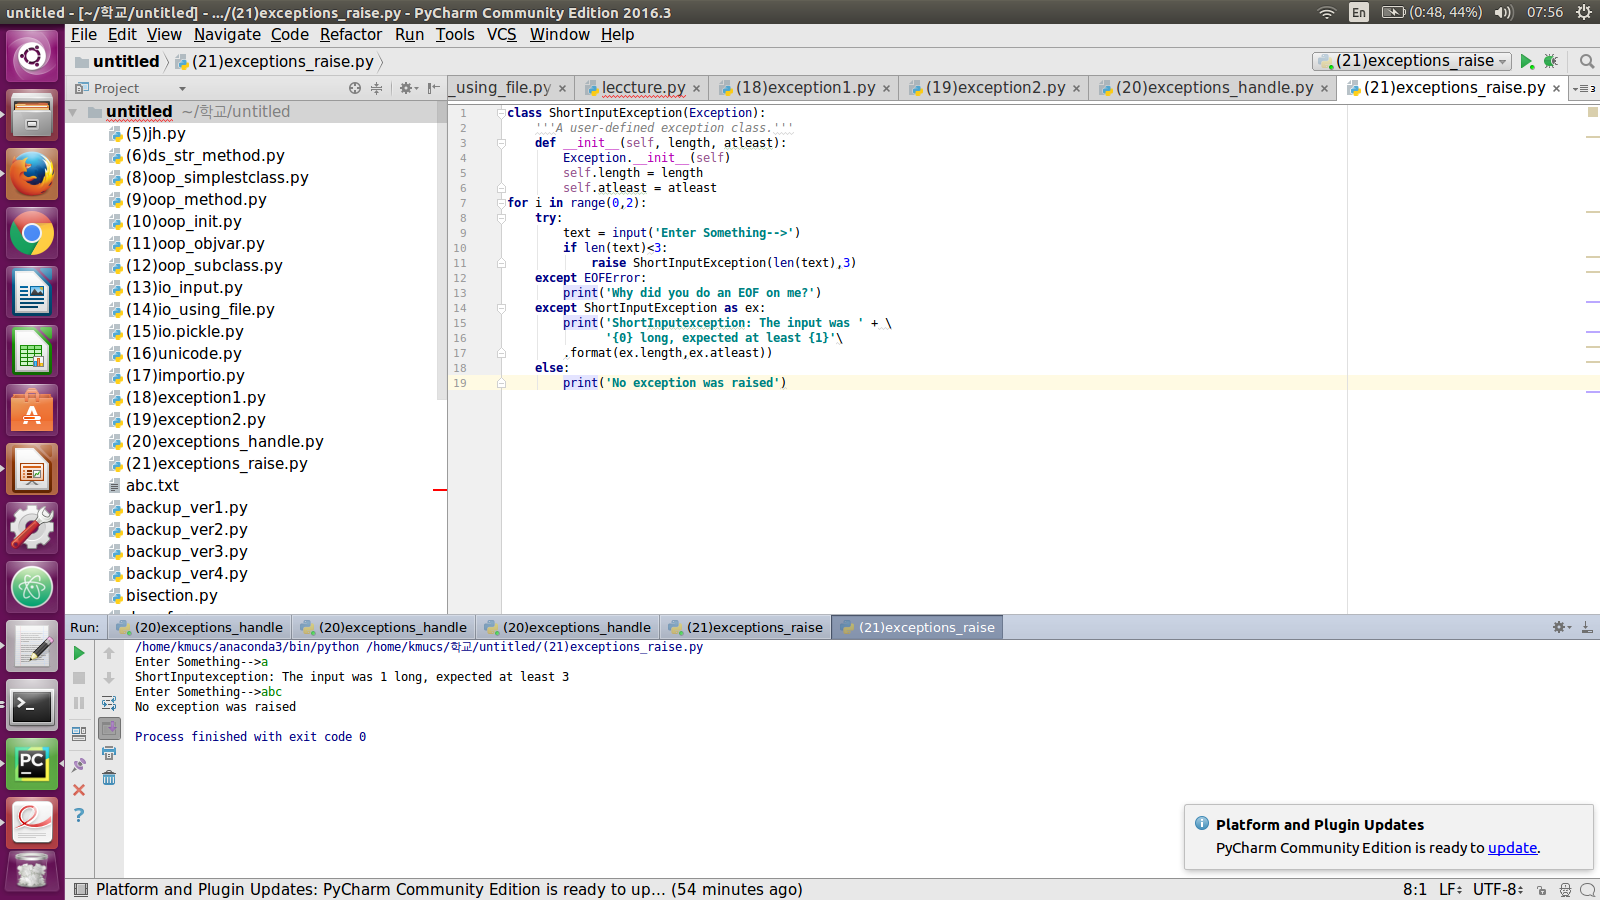 untitled - [~/학교/untitled] - .../(21)exceptions_raise.py - PyCharm Community Edition 2016.3
En (0:48, 44%) 07:56
File Edit View Navigate Code Refactor Run Tools VCS Window Help
untitled (21)exceptions_raise.py
(21)exceptions_raise
Project
_using_file.py leccture.py (18)exception1.py (19)exception2.py (20)exceptions_handle.py (21)exceptions_raise.py
3
untitled ~/학교/untitled
(5)jh.py
(6)ds_str_method.py
(8)oop_simplestclass.py
(9)oop_method.py
(10)oop_init.py
(11)oop_objvar.py
(12)oop_subclass.py
(13)io_input.py
(14)io_using_file.py
(15)io.pickle.py
(16)unicode.py
(17)importio.py
(18)exception1.py
(19)exception2.py
(20)exceptions_handle.py
(21)exceptions_raise.py
abc.txt
backup_ver1.py
backup_ver2.py
backup_ver3.py
backup_ver4.py
bisection.py
1 class ShortInputException(Exception):
2 '''A user-defined exception class.'''
3 def __init__(self, length, atleast):
4 Exception.__init__(self)
5 self.length = length
6 self.atleast = atleast
7 for i in range(0,2):
8 try:
9 text = input('Enter Something-->')
10 if len(text)<3:
11 raise ShortInputException(len(text),3)
12 except EOFError:
13 print('Why did you do an EOF on me?')
14 except ShortInputException as ex:
15 print('ShortInputexception: The input was ' + \
16 '{0} long, expected at least {1}'\
17 .format(ex.length,ex.atleast))
18 else:
19 print('No exception was raised')
Run: (20)exceptions_handle (20)exceptions_handle (20)exceptions_handle (21)exceptions_raise (21)exceptions_raise
/home/kmucs/anaconda3/bin/python /home/kmucs/학교/untitled/(21)exceptions_raise.py
Enter Something-->a
ShortInputexception: The input was 1 long, expected at least 3
Enter Something-->abc
No exception was raised
Process finished with exit code 0
PC
Platform and Plugin Updates
PyCharm Community Edition is ready to update.
Platform and Plugin Updates: PyCharm Community Edition is ready to up... (54 minutes ago)
8:1 LF UTF-8